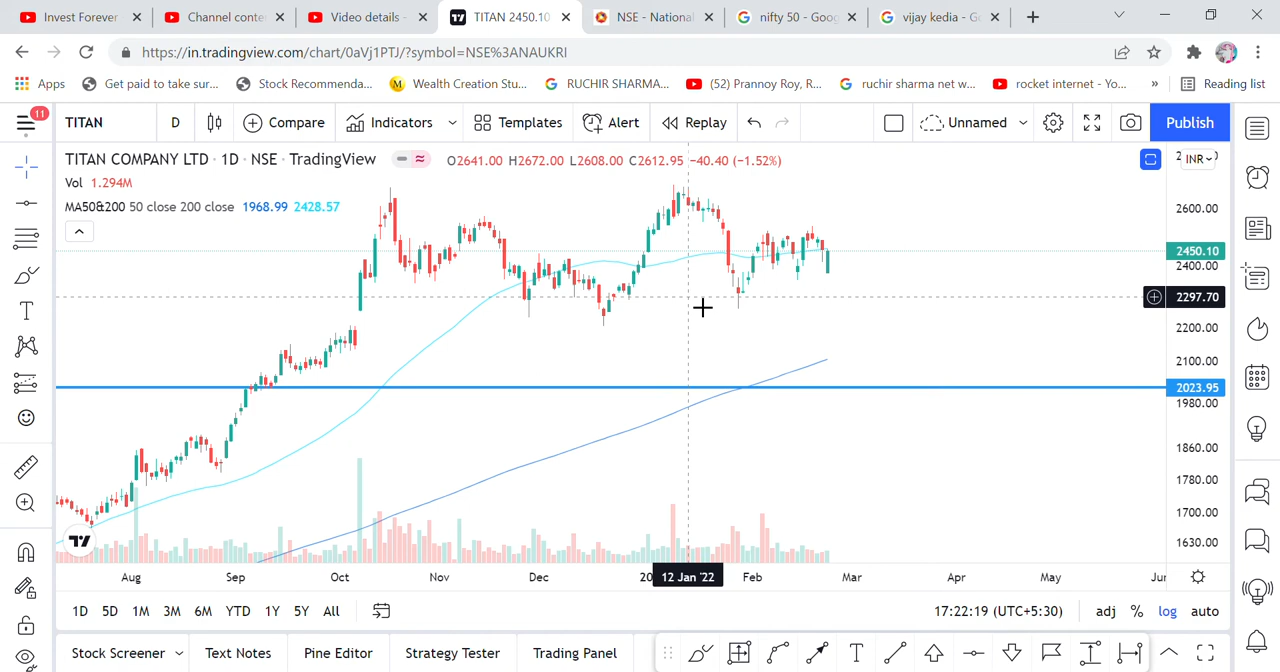 Invest Forever
Channel conte
Video details -
TITAN 2450.10
NSE - National
nifty 50 - Goo
vijay kedia - G
https://in.tradingview.com/chart/0aVj1PTJ/?symbol=NSE%3ANAUKRI
Apps
Get paid to take sur...
Stock Recommenda...
Wealth Creation Stu...
RUCHIR SHARMA...
(52) Prannoy Roy, R...
ruchir sharma net w...
rocket internet - Yo...
»
Reading list
11
TITAN
D
Compare
Indicators
Templates
Alert
Replay
Unnamed
Publish
TITAN COMPANY LTD · 1D · NSE · TradingView
O2641.00 H2672.00 L2608.00 C2612.95 −40.40 (−1.52%)
INR
Vol 1.294M
MA50&200 50 close 200 close 1968.99 2428.57
2600.00
2450.10
2400.00
2297.70
2200.00
2100.00
2023.95
1980.00
1860.00
1780.00
1700.00
1630.00
Aug
Sep
Oct
Nov
Dec
20
12 Jan '22
Feb
Mar
Apr
May
Jun
1D 5D 1M 3M 6M YTD 1Y 5Y All
17:22:19 (UTC+5:30)
adj % log auto
Stock Screener
Text Notes
Pine Editor
Strategy Tester
Trading Panel